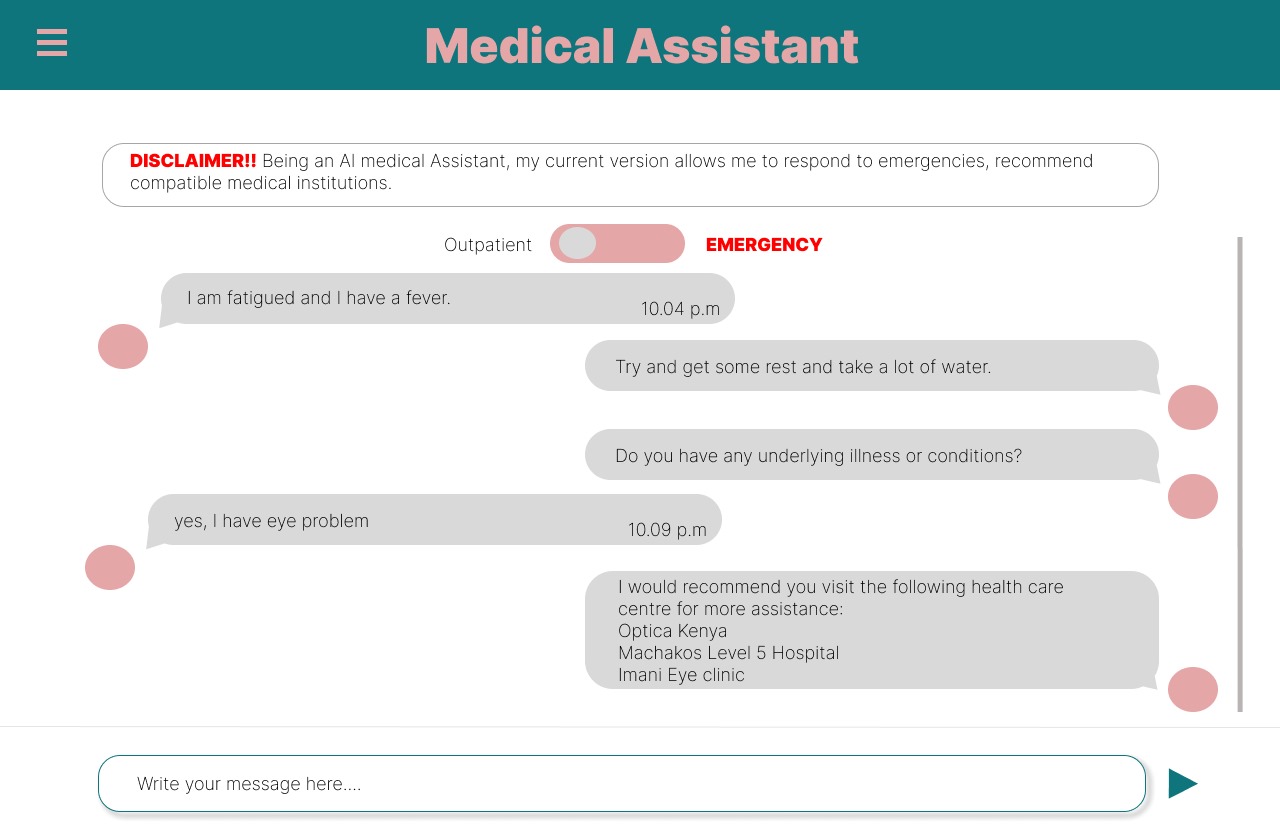 Medical Assistant
DISCLAIMER!! Being an AI medical Assistant, my current version allows me to respond to emergencies, recommend
compatible medical institutions.
Outpatient EMERGENCY
I am fatigued and I have a fever.
10.04 p.m
Try and get some rest and take a lot of water.
Do you have any underlying illness or conditions?
yes, I have eye problem
10.09 p.m
I would recommend you visit the following health care
centre for more assistance:
Optica Kenya
Machakos Level 5 Hospital
Imani Eye clinic
Write your message here....